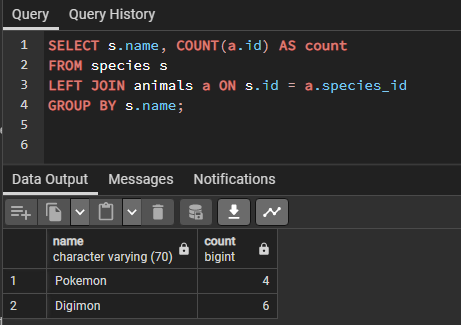 Query Query History
1 SELECT s.name, COUNT(a.id) AS count
2 FROM species s
3 LEFT JOIN animals a ON s.id = a.species_id
4 GROUP BY s.name;
5
6
Data Output Messages Notifications
name count
character varying (70) bigint
1 Pokemon 4
2 Digimon 6